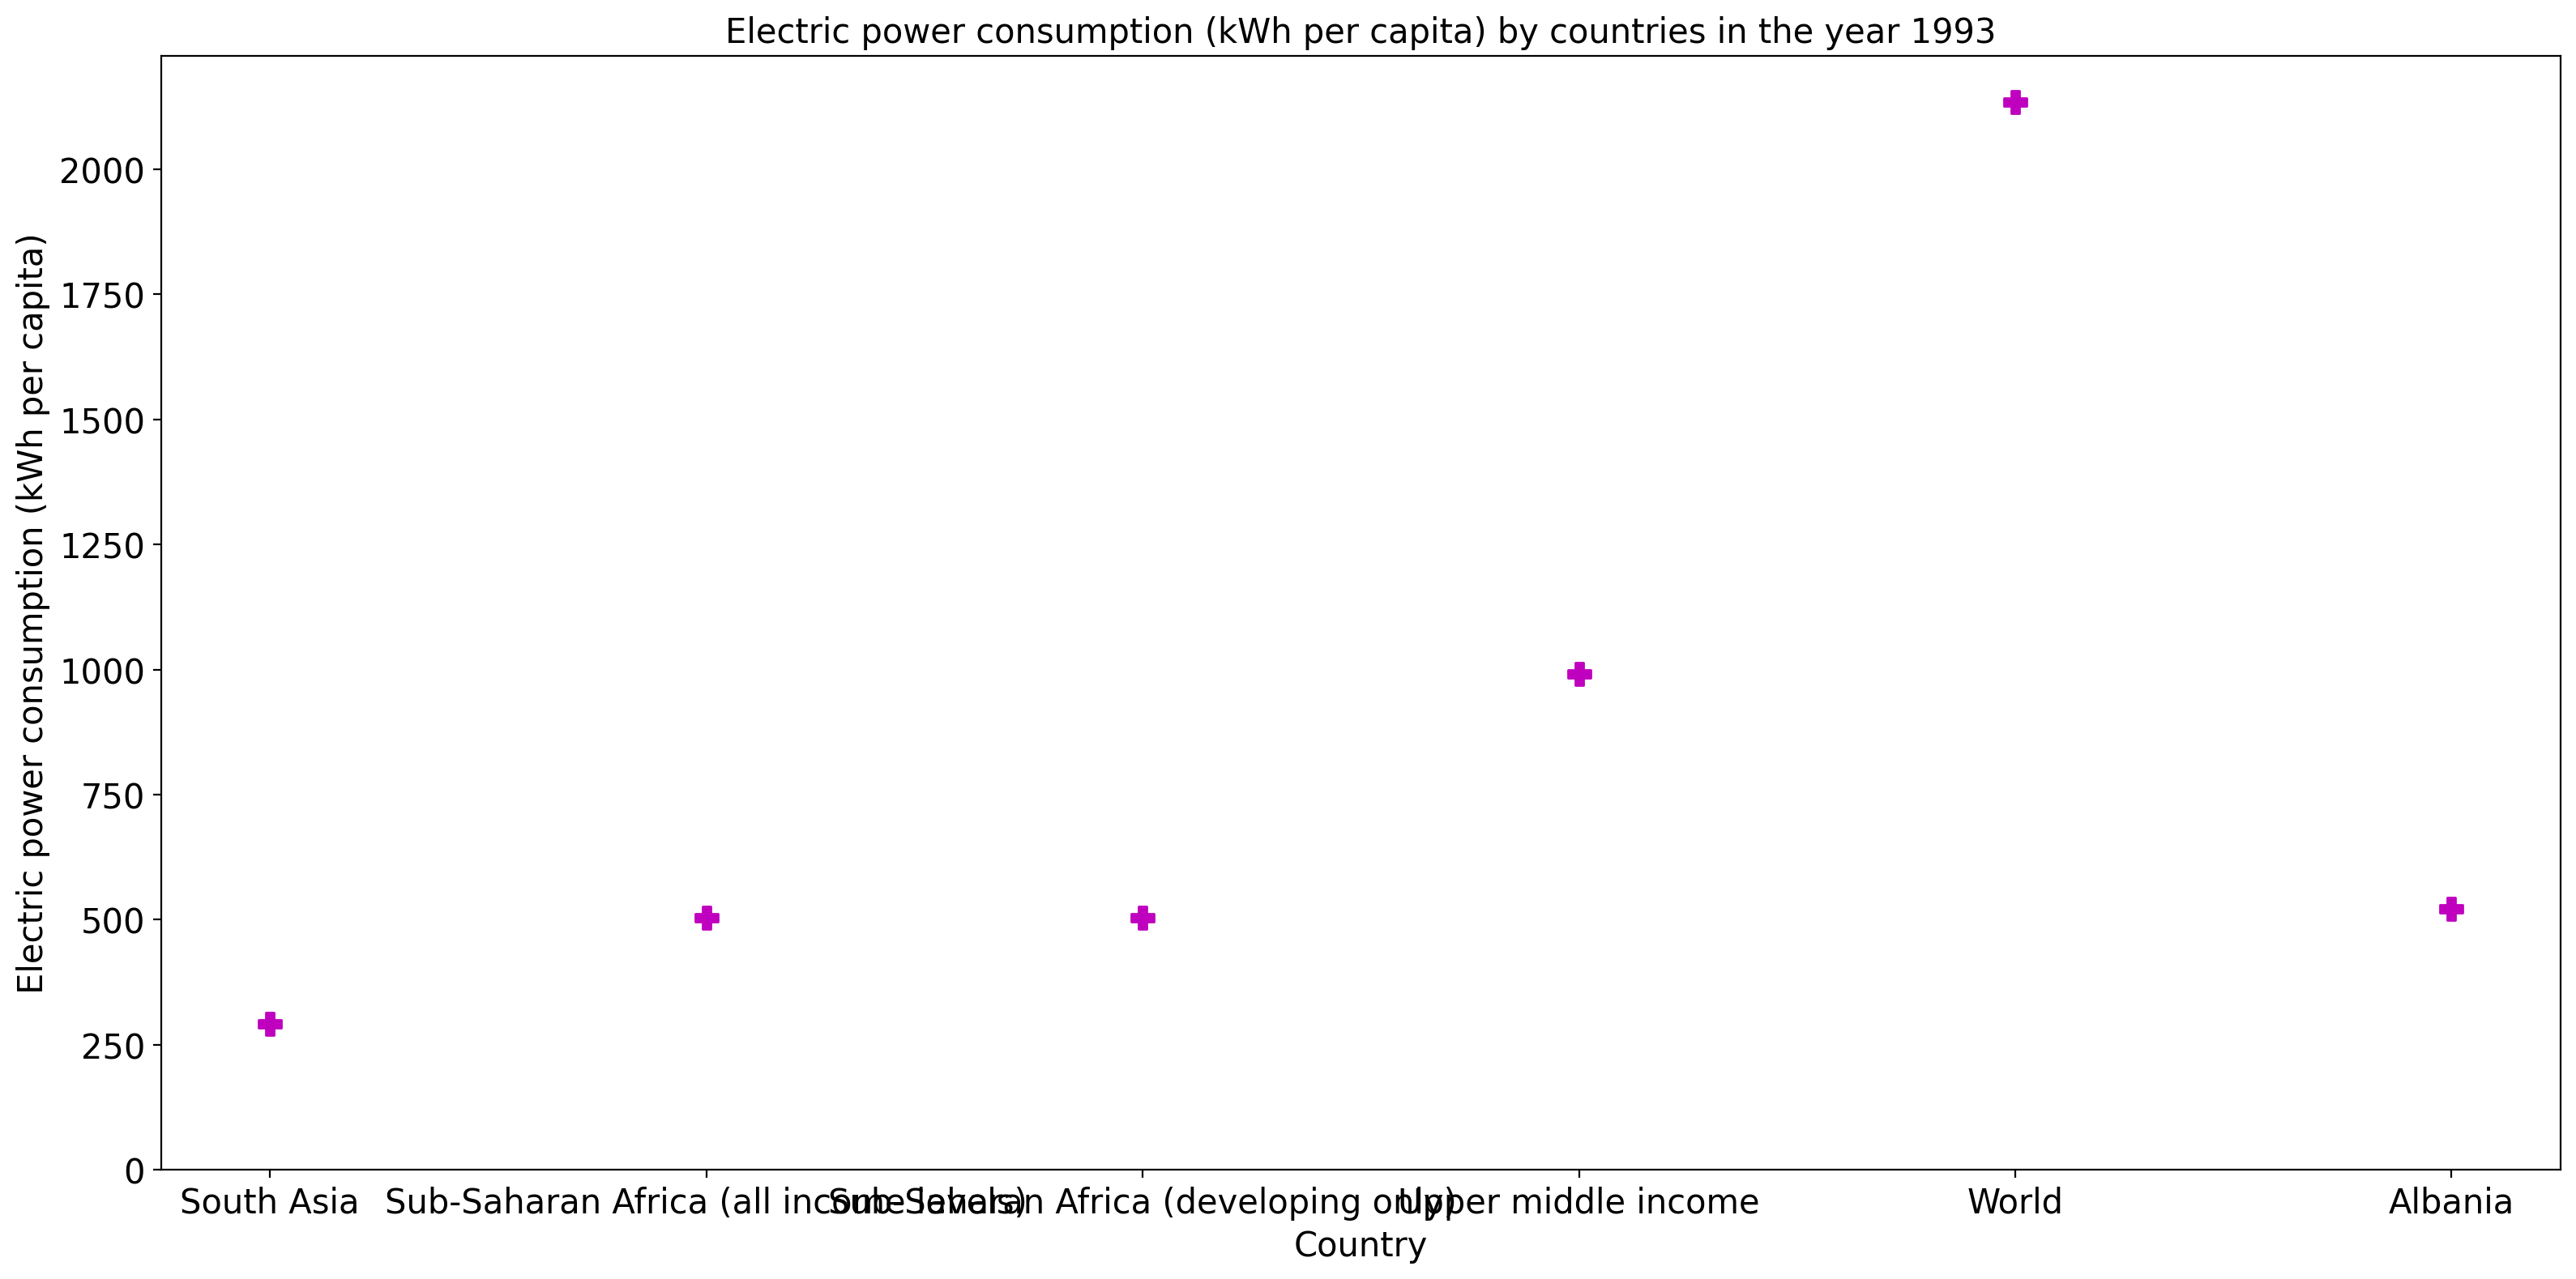 Electric power consumption (kWh per capita) by countries in the year 1993
Electric power consumption (kWh per capita)
2000
1750
1500
1250
1000
750
500
250
0
South Asia
Sub-Saharan Africa (all income levels)
Sub-Saharan Africa (developing only)
Upper middle income
World
Albania
Country